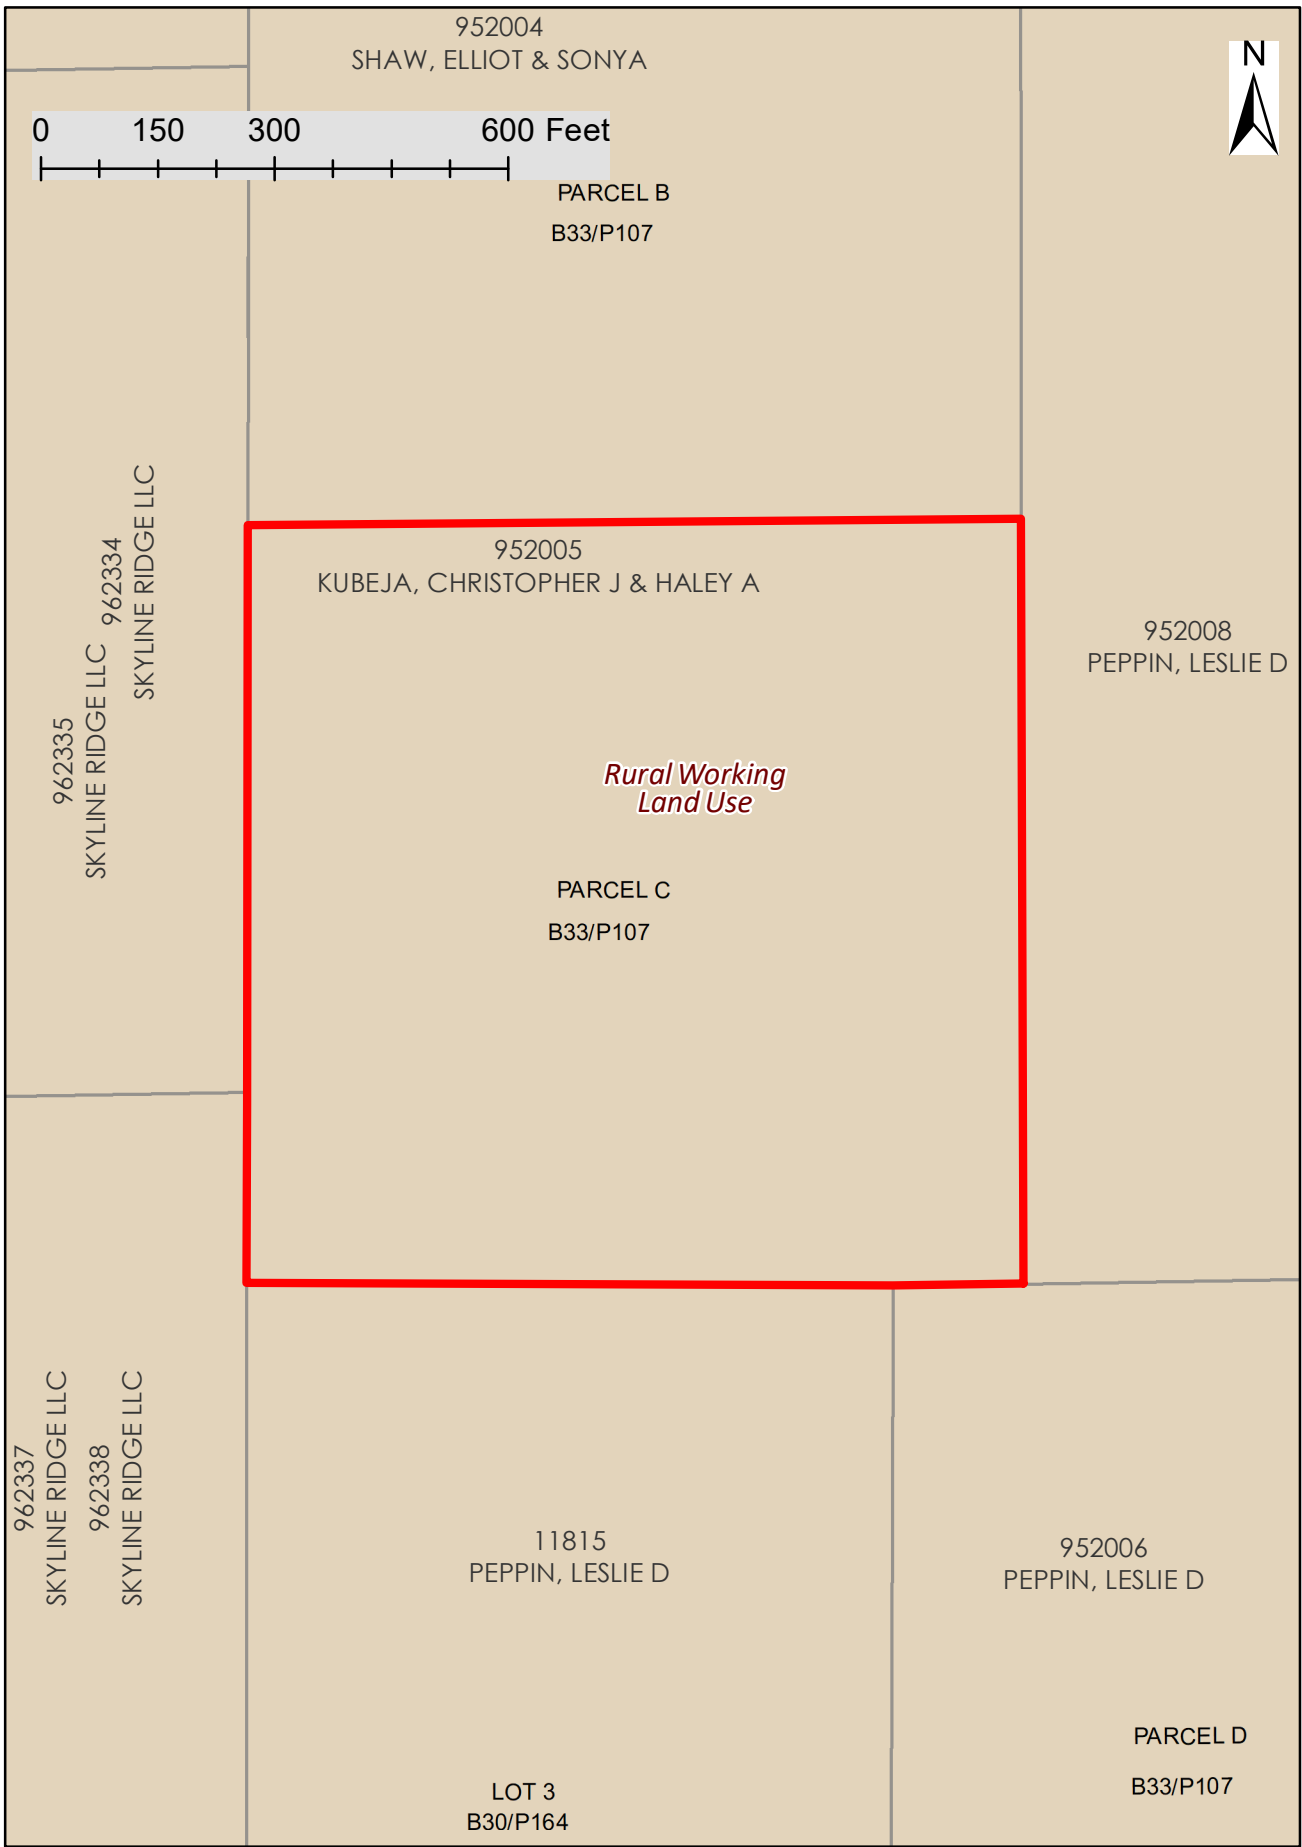 952004
SHAW, ELLIOT & SONYA
N
0 150 300 600 Feet
PARCEL B
B33/P107
962334
SKYLINE RIDGE LLC
962335
SKYLINE RIDGE LLC
952005
KUBEJA, CHRISTOPHER J & HALEY A
952008
PEPPIN, LESLIE D
Rural Working
Land Use
PARCEL C
B33/P107
962337
SKYLINE RIDGE LLC
962338
SKYLINE RIDGE LLC
11815
PEPPIN, LESLIE D
952006
PEPPIN, LESLIE D
PARCEL D
B33/P107
LOT 3
B30/P164